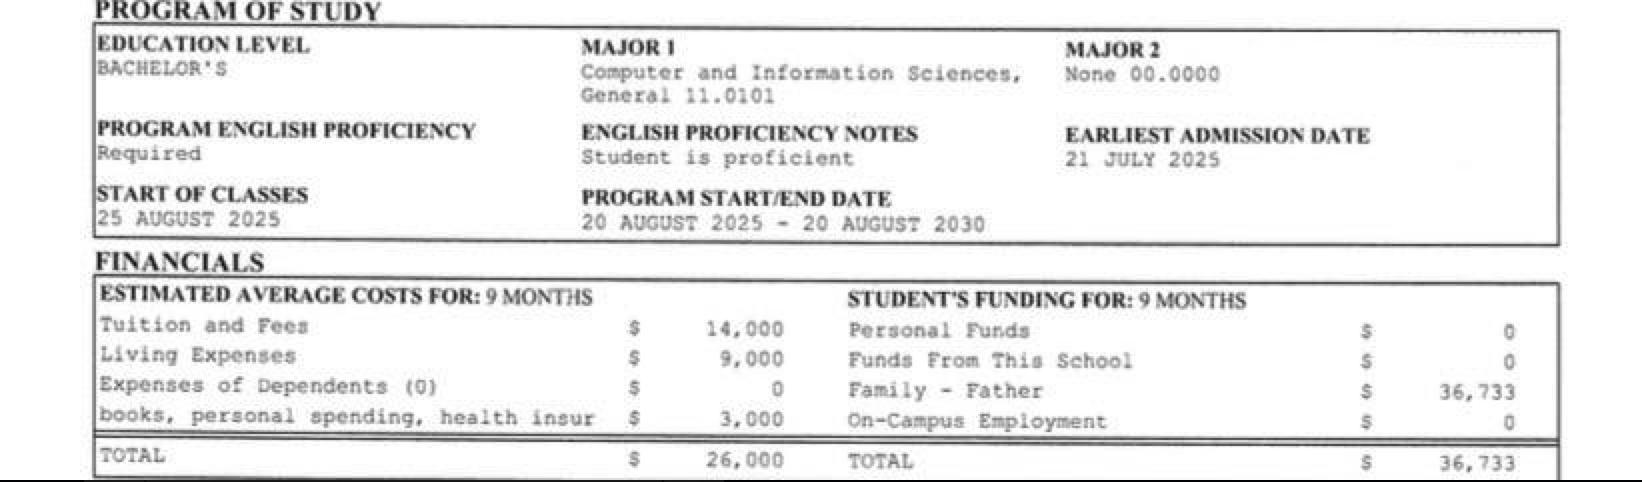 PROGRAM OF STUDY
EDUCATION LEVEL
BACHELOR'S
MAJOR 1
Computer and Information Sciences,
General 11.0101
MAJOR 2
None 00.0000
PROGRAM ENGLISH PROFICIENCY
Required
ENGLISH PROFICIENCY NOTES
Student is proficient
EARLIEST ADMISSION DATE
21 JULY 2025
START OF CLASSES
25 AUGUST 2025
PROGRAM START/END DATE
20 AUGUST 2025 - 20 AUGUST 2030
FINANCIALS
ESTIMATED AVERAGE COSTS FOR: 9 MONTHS
Tuition and Fees $ 14,000
Living Expenses $ 9,000
Expenses of Dependents (0) $ 0
books, personal spending, health insur $ 3,000
TOTAL $ 26,000
STUDENT'S FUNDING FOR: 9 MONTHS
Personal Funds $ 0
Funds From This School $ 0
Family - Father $ 36,733
On-Campus Employment $ 0
TOTAL $ 36,733